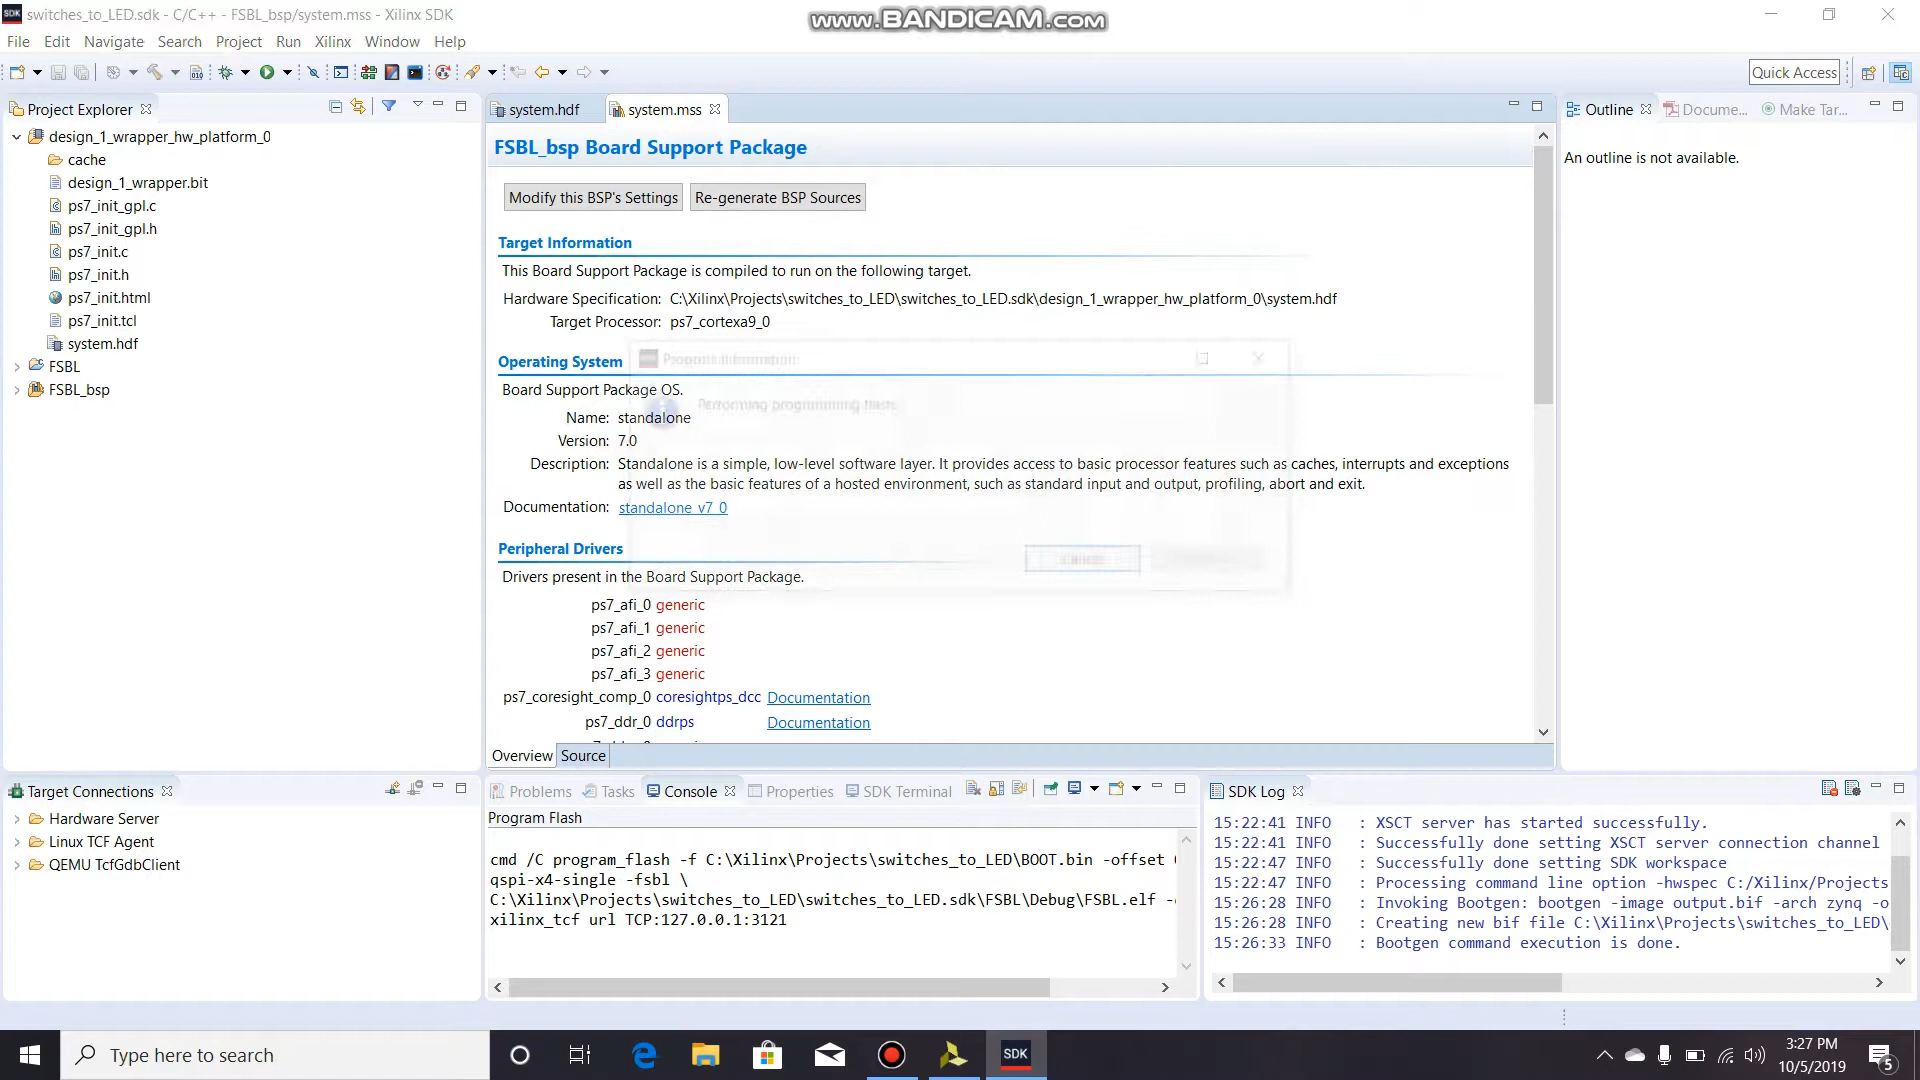 switches_to_LED.sdk - C/C++ - FSBL_bsp/system.mss - Xilinx SDK
www.BANDICAM.com
File Edit Navigate Search Project Run Xilinx Window Help
Quick Access
Project Explorer
design_1_wrapper_hw_platform_0
cache
design_1_wrapper.bit
ps7_init_gpl.c
ps7_init_gpl.h
ps7_init.c
ps7_init.h
ps7_init.html
ps7_init.tcl
system.hdf
FSBL
FSBL_bsp
system.hdf
system.mss
FSBL_bsp Board Support Package
Modify this BSP's Settings
Re-generate BSP Sources
Target Information
This Board Support Package is compiled to run on the following target.
Hardware Specification: C:\Xilinx\Projects\switches_to_LED\switches_to_LED.sdk\design_1_wrapper_hw_platform_0\system.hdf
Target Processor: ps7_cortexa9_0
Operating System
Progress Information
Board Support Package OS.
Performing programming flash
Name: standalone
Version: 7.0
Description: Standalone is a simple, low-level software layer. It provides access to basic processor features such as caches, interrupts and exceptions
as well as the basic features of a hosted environment, such as standard input and output, profiling, abort and exit.
Documentation: standalone_v7_0
Peripheral Drivers
Cancel
Drivers present in the Board Support Package.
ps7_afi_0 generic
ps7_afi_1 generic
ps7_afi_2 generic
ps7_afi_3 generic
ps7_coresight_comp_0 coresightps_dcc Documentation
ps7_ddr_0 ddrps Documentation
Overview Source
Outline
Docume...
Make Tar...
An outline is not available.
Target Connections
Hardware Server
Linux TCF Agent
QEMU TcfGdbClient
Problems Tasks Console Properties SDK Terminal
Program Flash
cmd /C program_flash -f C:\Xilinx\Projects\switches_to_LED\BOOT.bin -offset
qspi-x4-single -fsbl \
C:\Xilinx\Projects\switches_to_LED\switches_to_LED.sdk\FSBL\Debug\FSBL.elf -
xilinx_tcf url TCP:127.0.0.1:3121
SDK Log
15:22:41 INFO : XSCT server has started successfully.
15:22:41 INFO : Successfully done setting XSCT server connection channel
15:22:47 INFO : Successfully done setting SDK workspace
15:22:47 INFO : Processing command line option -hwspec C:/Xilinx/Projects
15:26:28 INFO : Invoking Bootgen: bootgen -image output.bif -arch zynq -o
15:26:28 INFO : Creating new bif file C:\Xilinx\Projects\switches_to_LED\
15:26:33 INFO : Bootgen command execution is done.
Type here to search
SDK
3:27 PM
10/5/2019
5